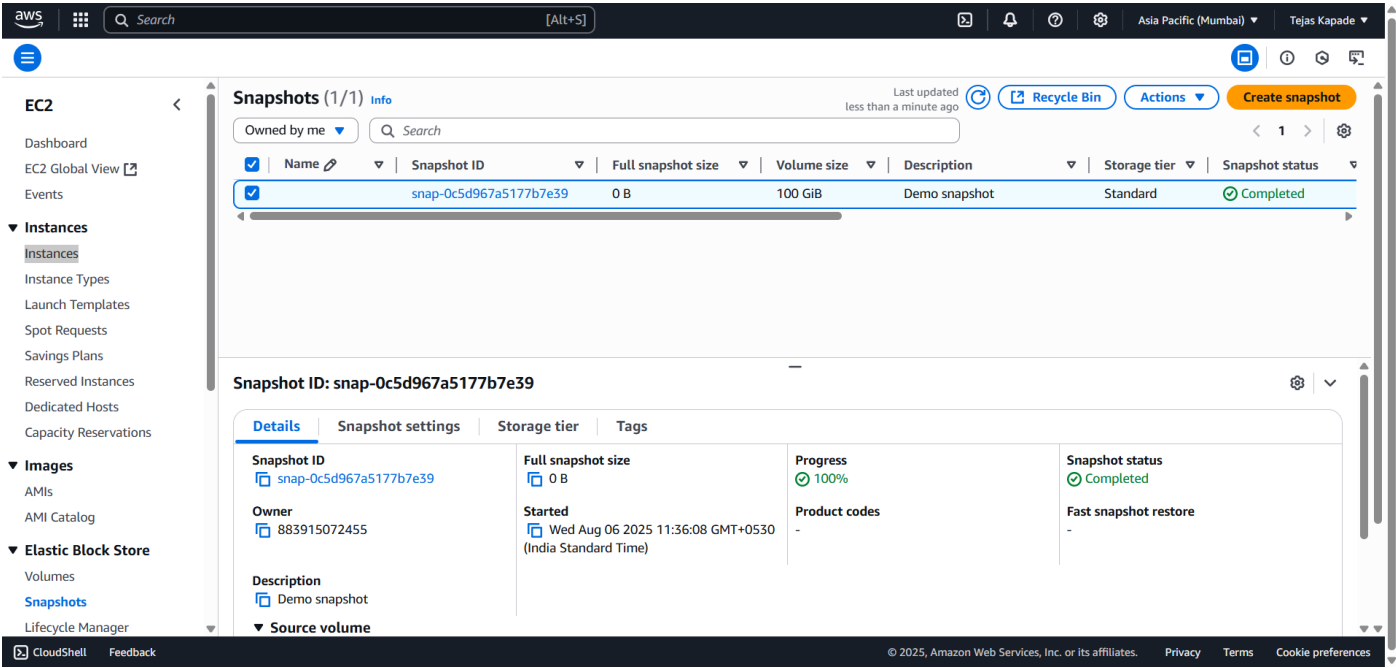 aws
Search [Alt+S]
Asia Pacific (Mumbai) Tejas Kapade
EC2
Dashboard
EC2 Global View
Events
Instances
Instances
Instance Types
Launch Templates
Spot Requests
Savings Plans
Reserved Instances
Dedicated Hosts
Capacity Reservations
Images
AMIs
AMI Catalog
Elastic Block Store
Volumes
Snapshots
Lifecycle Manager
Snapshots (1/1) Info
Last updated
less than a minute ago
Recycle Bin
Actions
Create snapshot
Owned by me
Search
1
Name Snapshot ID Full snapshot size Volume size Description Storage tier Snapshot status
snap-0c5d967a5177b7e39 0 B 100 GiB Demo snapshot Standard Completed
Snapshot ID: snap-0c5d967a5177b7e39
Details Snapshot settings Storage tier Tags
Snapshot ID
snap-0c5d967a5177b7e39
Full snapshot size
0 B
Progress
100%
Snapshot status
Completed
Owner
883915072455
Started
Wed Aug 06 2025 11:36:08 GMT+0530
(India Standard Time)
Product codes
-
Fast snapshot restore
-
Description
Demo snapshot
Source volume
CloudShell Feedback
© 2025, Amazon Web Services, Inc. or its affiliates. Privacy Terms Cookie preferences